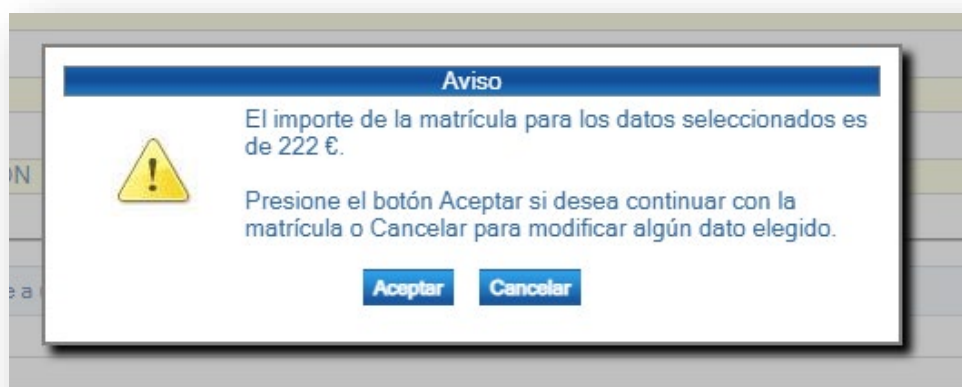 Aviso
El importe de la matrícula para los datos seleccionados es
de 222 €.
Presione el botón Aceptar si desea continuar con la
matrícula o Cancelar para modificar algún dato elegido.
Aceptar
Cancelar